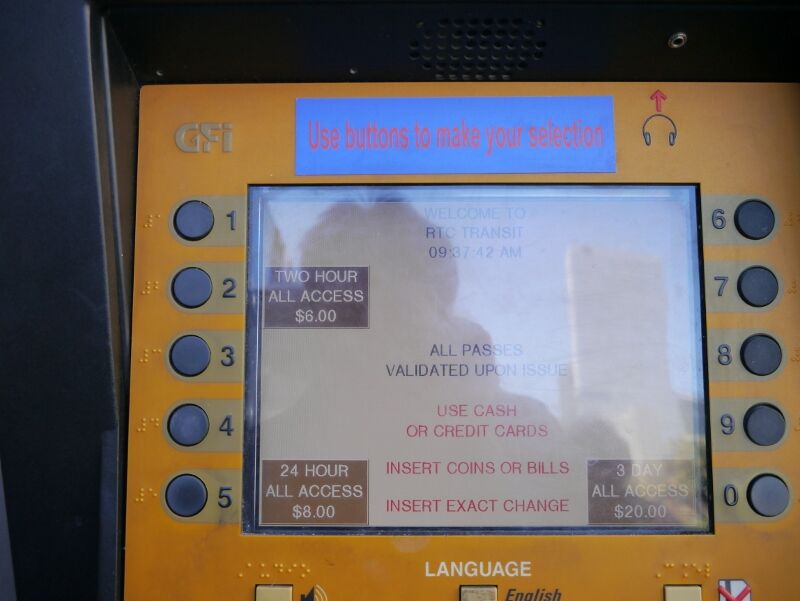 GFi
Use buttons to make your selection
1
6
2
7
3
8
4
9
5
0
WELCOME TO
RTC TRANSIT
09:37:42 AM
TWO HOUR
ALL ACCESS
$6.00
ALL PASSES
VALIDATED UPON ISSUE
USE CASH
OR CREDIT CARDS
INSERT COINS OR BILLS
INSERT EXACT CHANGE
24 HOUR
ALL ACCESS
$8.00
3 DAY
ALL ACCESS
$20.00
LANGUAGE
English